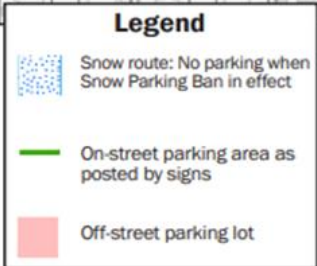 Legend
Snow route: No parking when
Snow Parking Ban in effect
On-street parking area as
posted by signs
Off-street parking lot